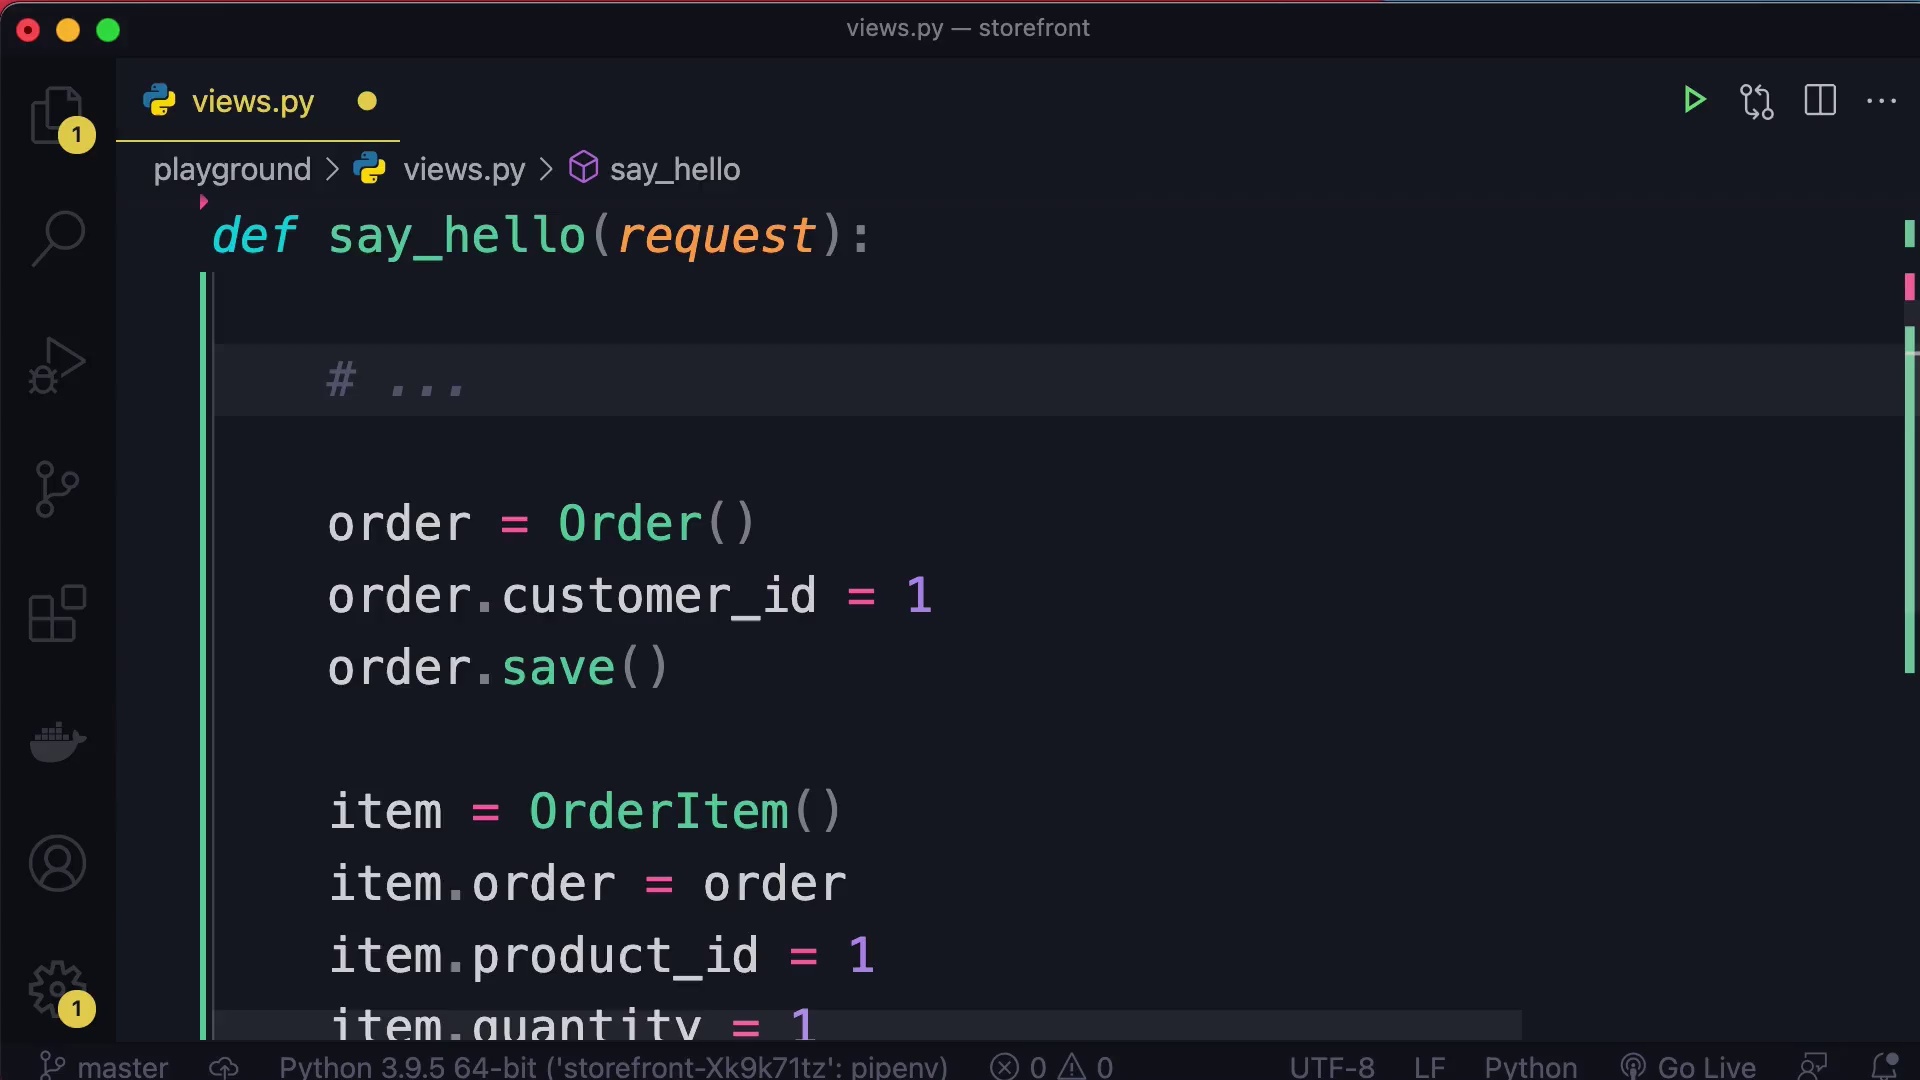 views.py — storefront
views.py
1
playground > views.py > say_hello
def say_hello(request):
# ...
order = Order()
order.customer_id = 1
order.save()
item = OrderItem()
item.order = order
item.product_id = 1
item.quantity = 1
1
master Python 3.9.5 64-bit ('storefront-Xk9k71tz': pipenv) 0 0 UTF-8 LF Python Go Live